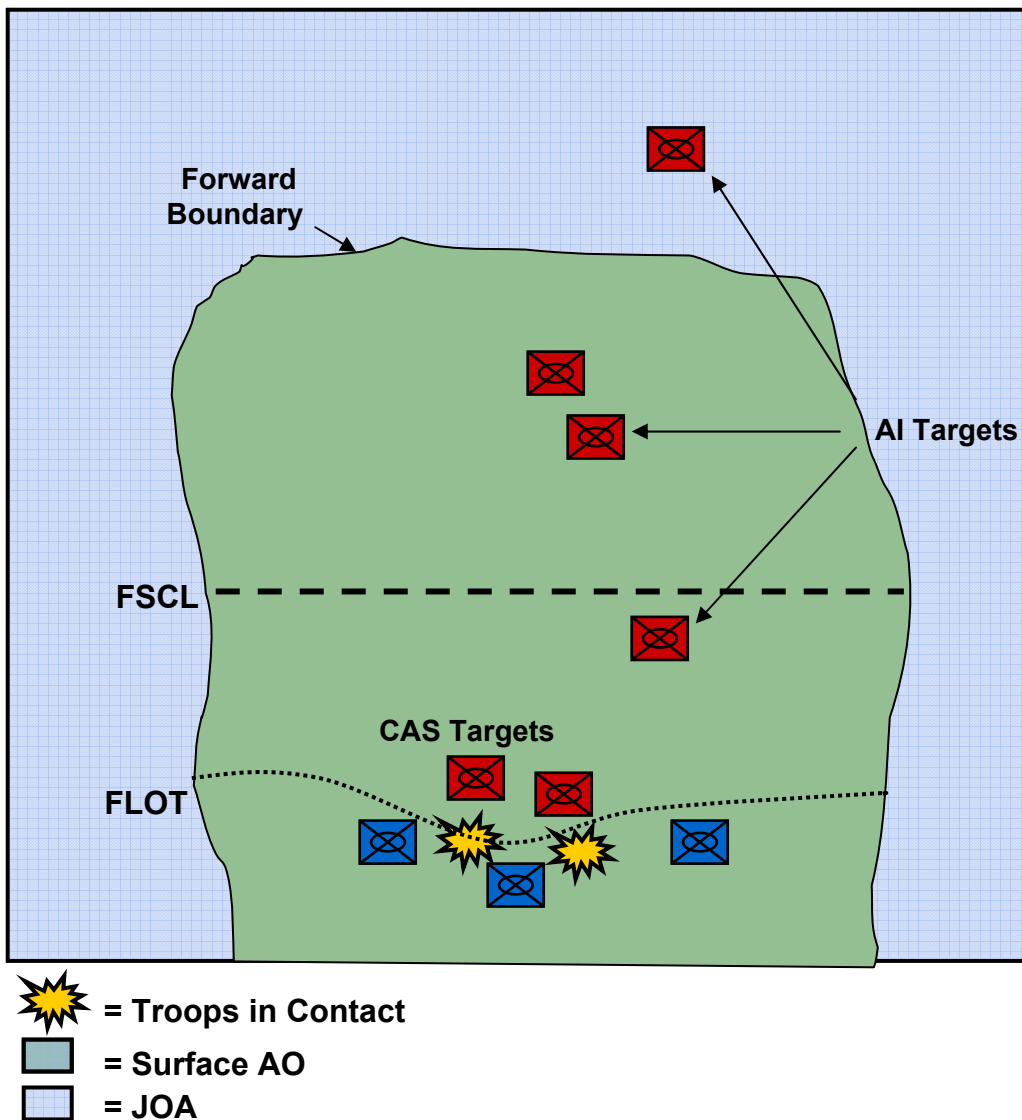 Forward
Boundary
AI Targets
FSCL
CAS Targets
FLOT
= Troops in Contact
= Surface AO
= JOA